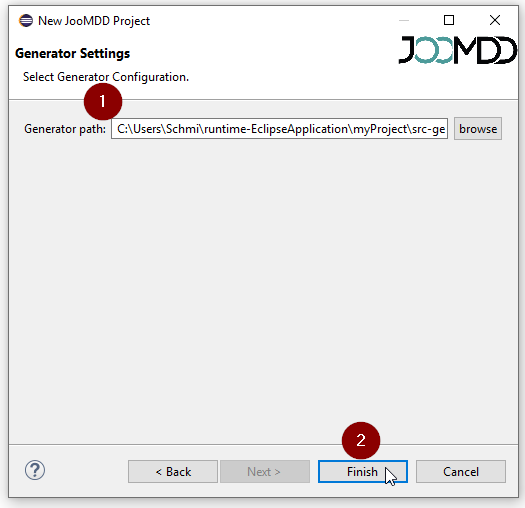 New JooMDD Project
JOOMDD
Generator Settings
Select Generator Configuration.
1
Generator path: C:\Users\Schmi\runtime-EclipseApplication\myProject\src-ge browse
2
? < Back Next > Finish Cancel